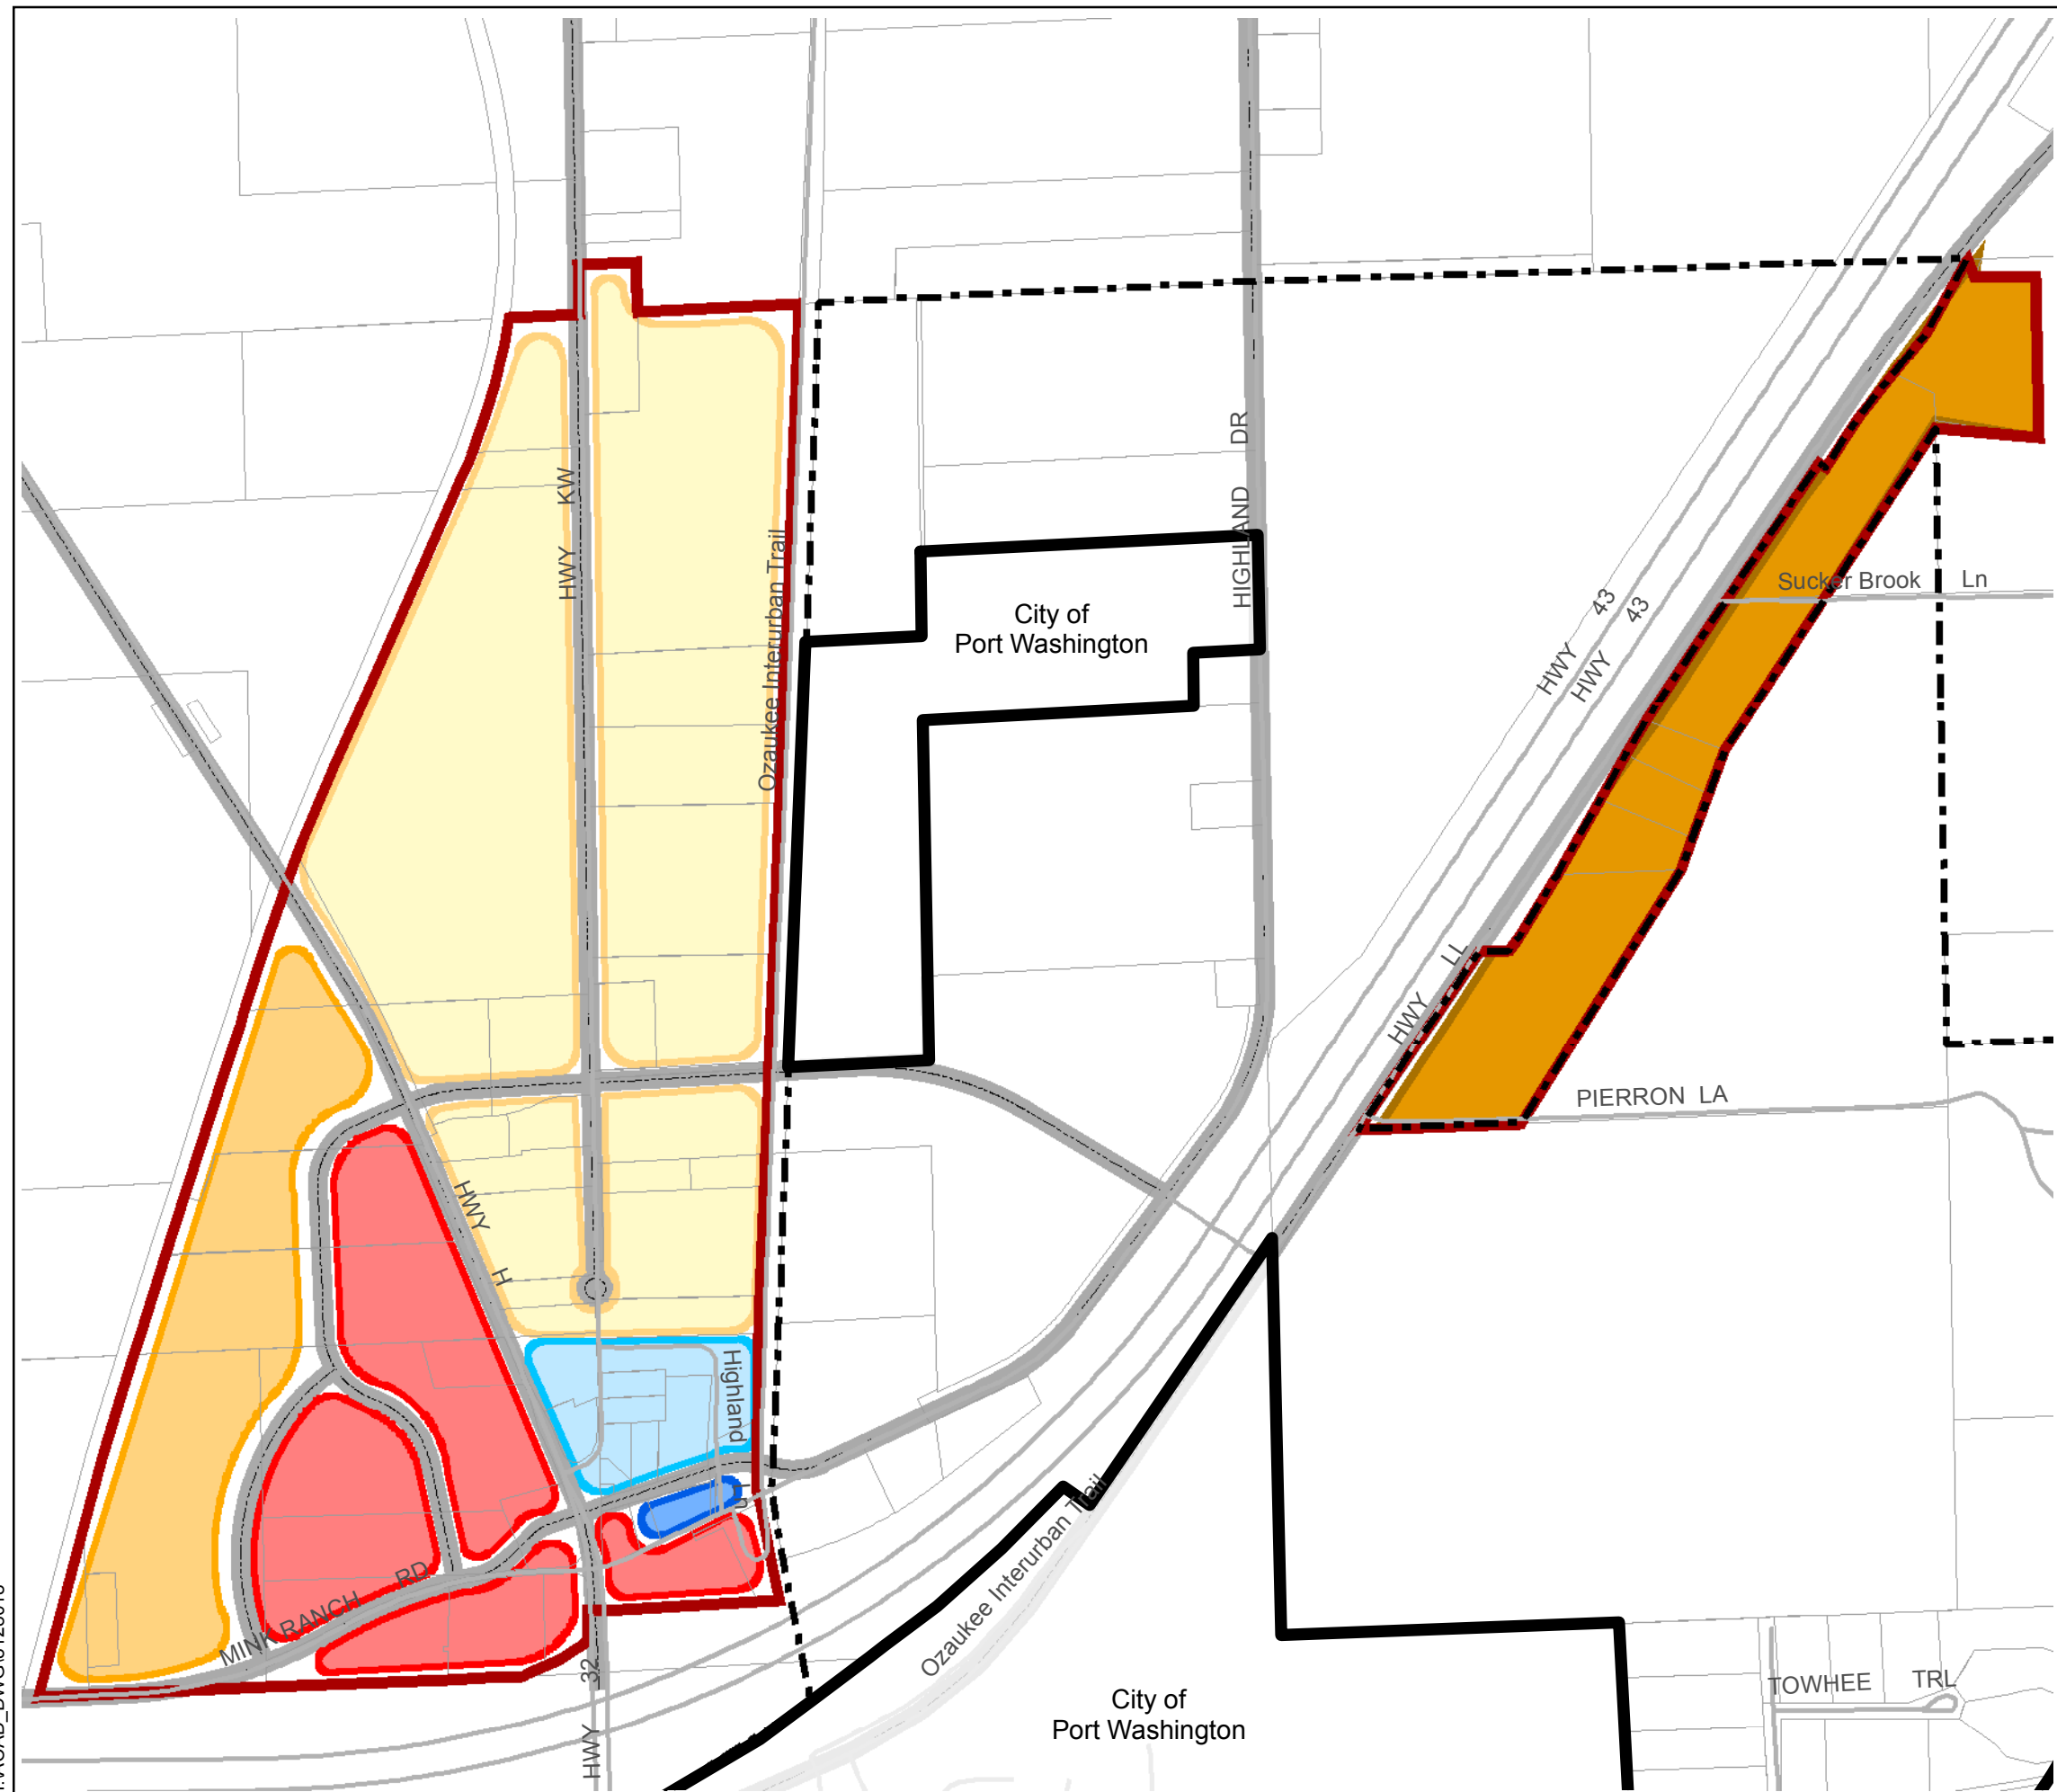 HWY KW
HIGHLAND DR
Ozaukee Interurban Trail
City of
Port Washington
HWY 43
HWY 43
Sucker Brook Ln
HWY LL
PIERRON LA
HWY H
Highland Ln
MINK RANCH RD
HWY 32
Ozaukee Interurban Trail
City of
Port Washington
TOWHEE TRL